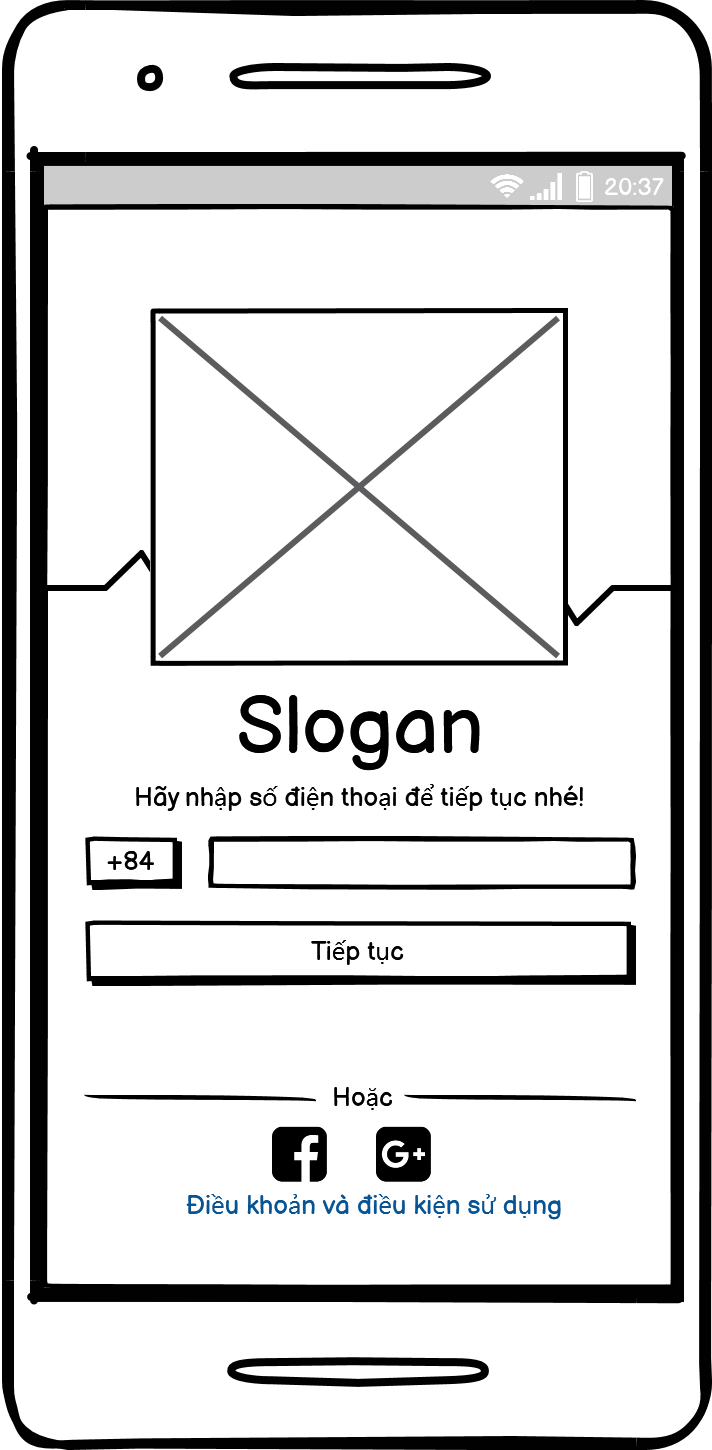 20:37
Slogan
Hãy nhập số điện thoại để tiếp tục nhé!
+84
Tiếp tục
Hoặc
f G+
Điều khoản và điều kiện sử dụng